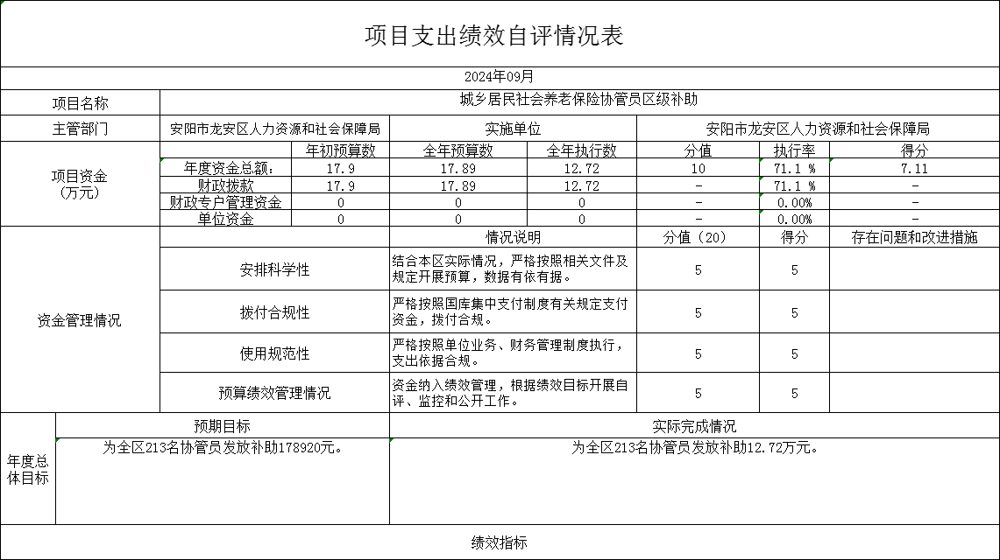 项目支出绩效自评情况表
2024年09月
项目名称 城乡居民社会养老保险协管员区级补助
主管部门 安阳市龙安区人力资源和社会保障局 实施单位 安阳市龙安区人力资源和社会保障局
项目资金
(万元)
年初预算数 全年预算数 全年执行数 分值 执行率 得分
年度资金总额： 17.9 17.89 12.72 10 71.1 % 7.11
财政拨款 17.9 17.89 12.72 - 71.1 % -
财政专户管理资金 0 0 0 - 0.00% -
单位资金 0 0 0 - 0.00% -
资金管理情况
情况说明 分值（20） 得分 存在问题和改进措施
安排科学性 结合本区实际情况，严格按照相关文件及
规定开展预算，数据有依有据。 5 5
拨付合规性 严格按照国库集中支付制度有关规定支付
资金，拨付合规。 5 5
使用规范性 严格按照单位业务、财务管理制度执行，
支出依据合规。 5 5
预算绩效管理情况 资金纳入绩效管理，根据绩效目标开展自
评、监控和公开工作。 5 5
年度总
体目标
预期目标 实际完成情况
为全区213名协管员发放补助178920元。 为全区213名协管员发放补助12.72万元。
绩效指标